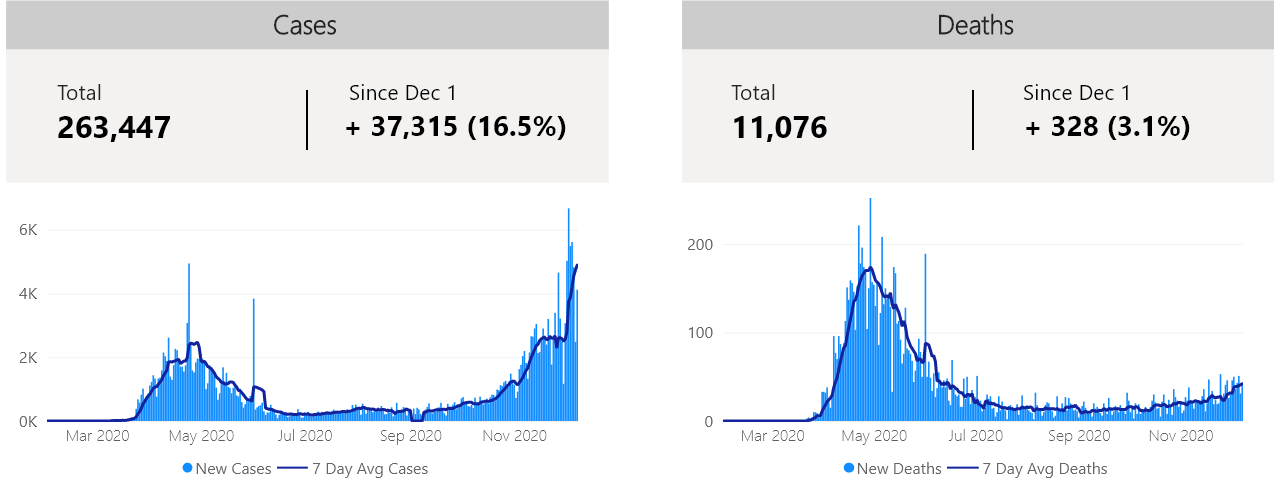 Cases
Total
263,447
Since Dec 1
+ 37,315 (16.5%)
6K
4K
2K
0K
Mar 2020 May 2020 Jul 2020 Sep 2020 Nov 2020
New Cases 7 Day Avg Cases
Deaths
Total
11,076
Since Dec 1
+ 328 (3.1%)
200
100
0
Mar 2020 May 2020 Jul 2020 Sep 2020 Nov 2020
New Deaths 7 Day Avg Deaths